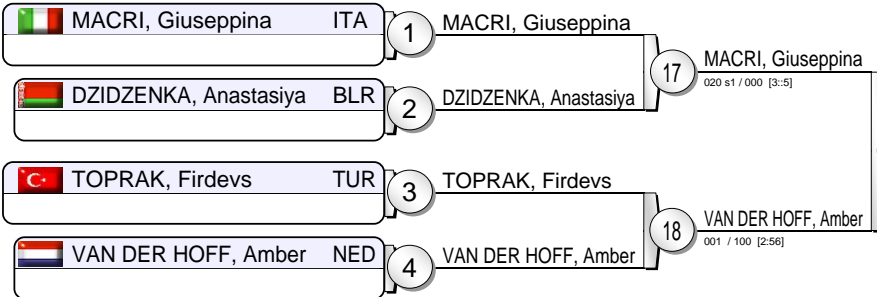 MACRI, Giuseppina ITA
1
MACRI, Giuseppina
17
MACRI, Giuseppina
020 s1 / 000 [3::5]
DZIDZENKA, Anastasiya BLR
2
DZIDZENKA, Anastasiya
TOPRAK, Firdevs TUR
3
TOPRAK, Firdevs
18
VAN DER HOFF, Amber
001 / 100 [2:56]
VAN DER HOFF, Amber NED
4
VAN DER HOFF, Amber